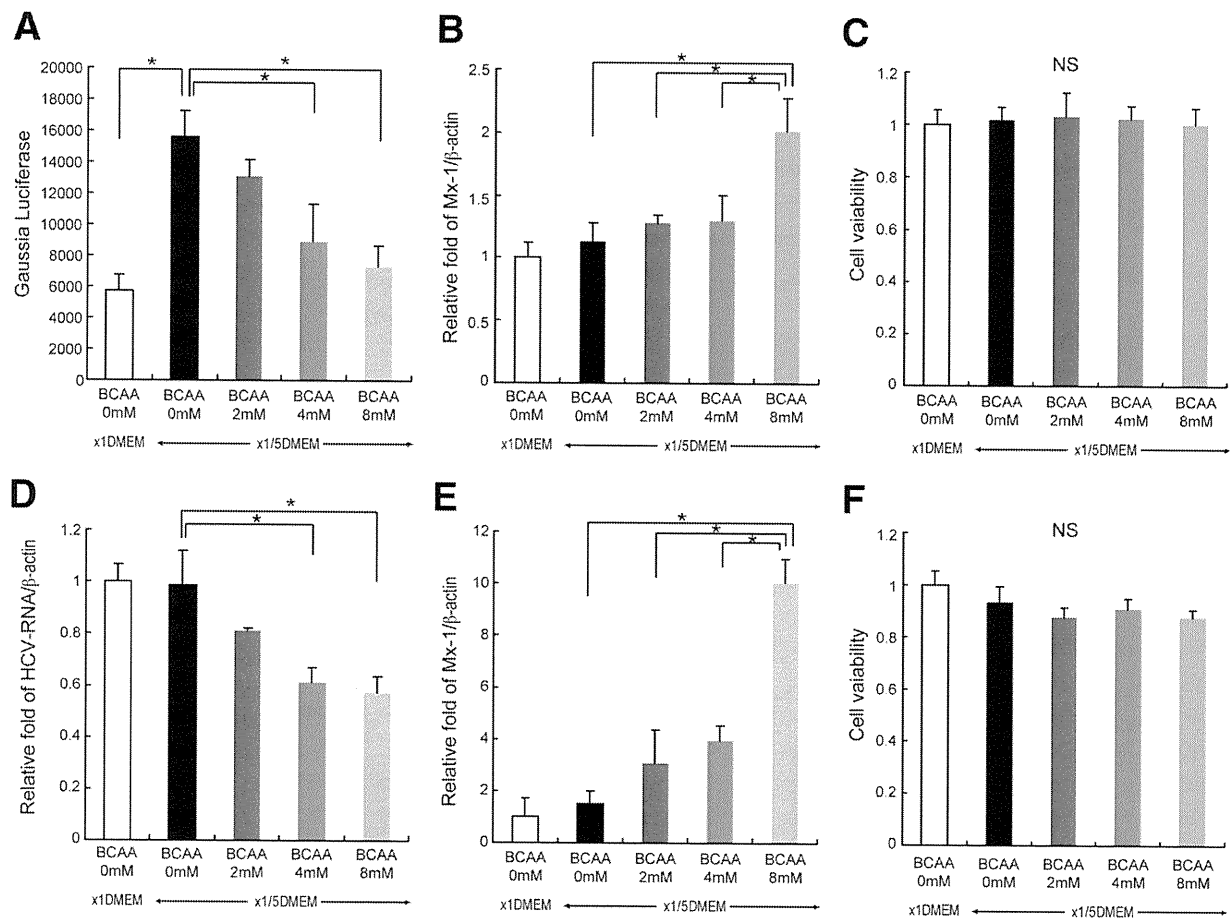 A
Gaussia Luciferase
20000
18000
16000
14000
12000
10000
8000
6000
4000
2000
0
* * *
BCAA BCAA BCAA BCAA BCAA
0mM 0mM 2mM 4mM 8mM
x1DMEM x1/5DMEM
B
Relative fold of Mx-1/β-actin
2.5
2
1.5
1
0.5
0
* * *
BCAA BCAA BCAA BCAA BCAA
0mM 0mM 2mM 4mM 8mM
x1DMEM x1/5DMEM
C
NS
Cell vaiability
1.2
1
0.8
0.6
0.4
0.2
0
BCAA BCAA BCAA BCAA BCAA
0mM 0mM 2mM 4mM 8mM
x1DMEM x1/5DMEM
D
Relative fold of HCV-RNA/β-actin
1.2
1
0.8
0.6
0.4
0.2
0
* *
BCAA BCAA BCAA BCAA BCAA
0mM 0mM 2mM 4mM 8mM
x1DMEM x1/5DMEM
E
Relative fold of Mx-1/β-actin
12
10
8
6
4
2
0
* * *
BCAA BCAA BCAA BCAA BCAA
0mM 0mM 2mM 4mM 8mM
x1DMEM x1/5DMEM
F
NS
Cell vaiability
1.2
1
0.8
0.6
0.4
0.2
0
BCAA BCAA BCAA BCAA BCAA
0mM 0mM 2mM 4mM 8mM
x1DMEM x1/5DMEM